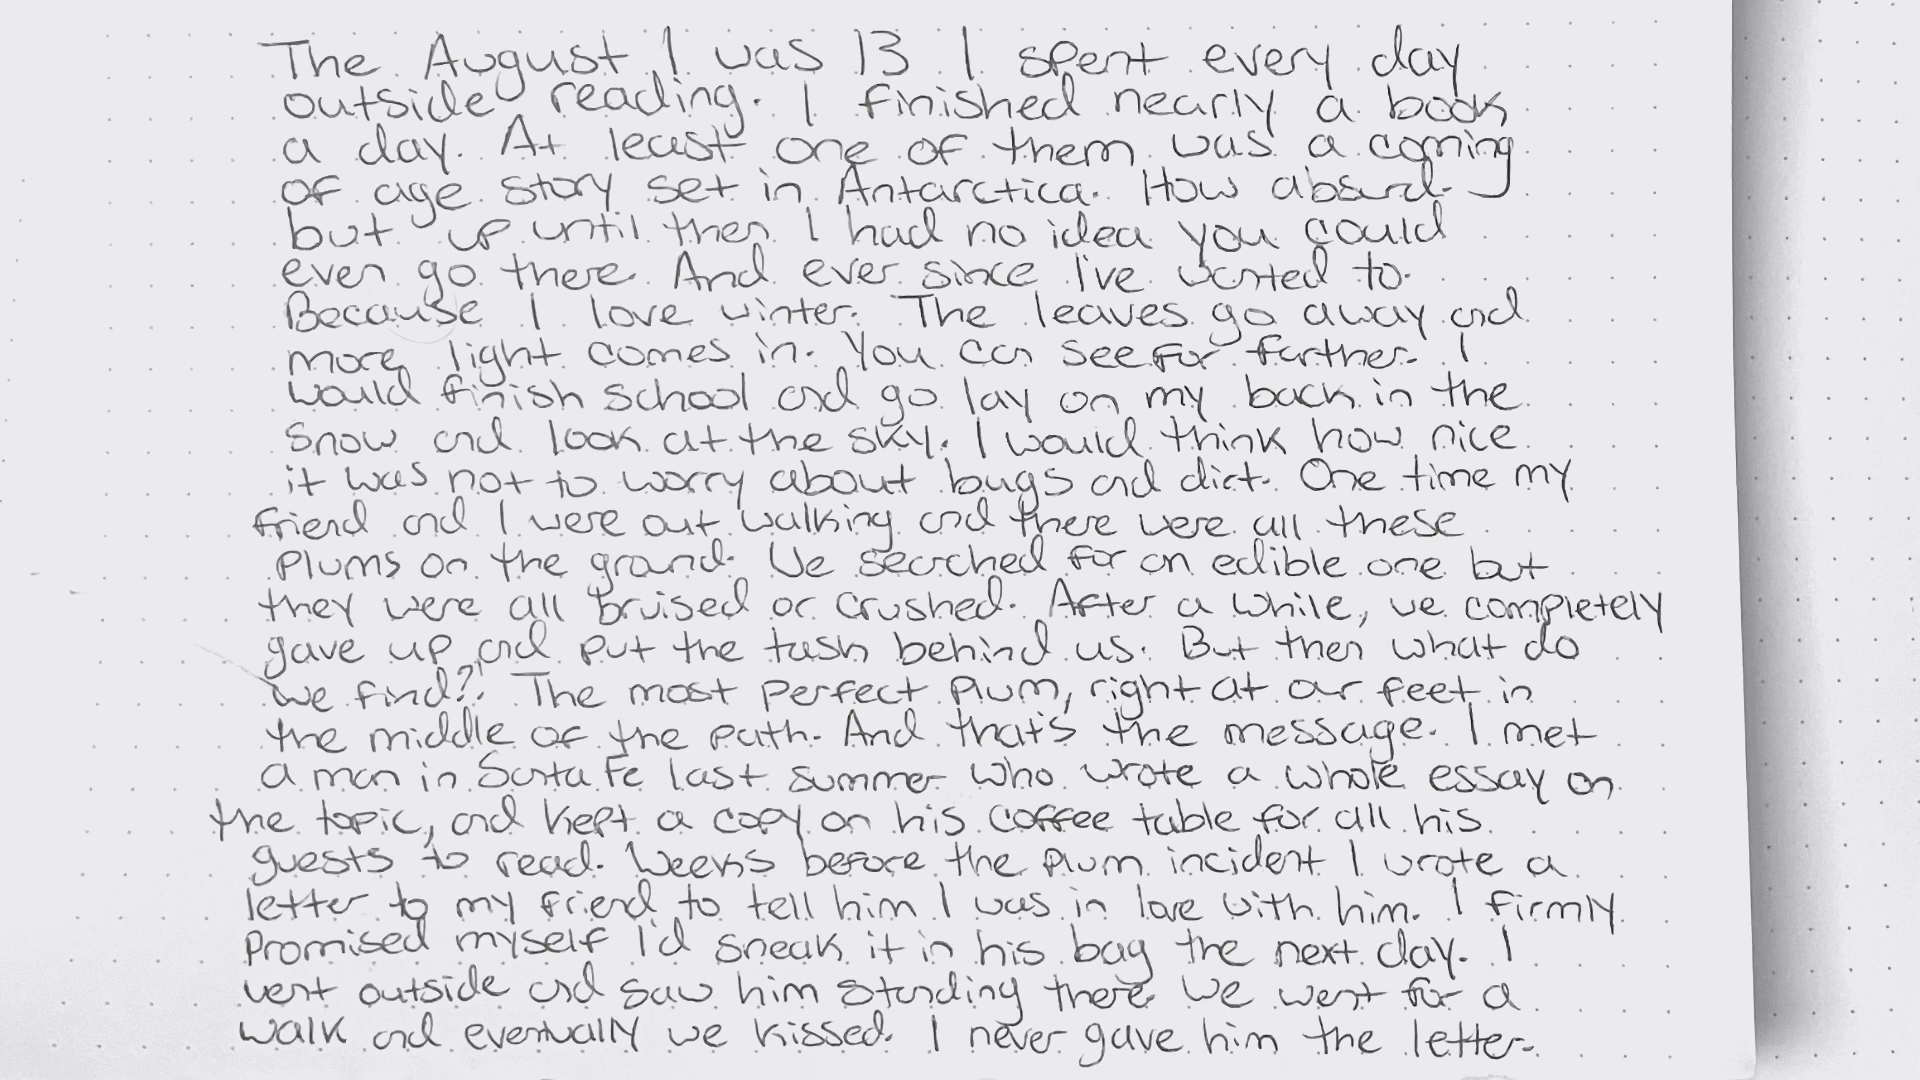 The August I was 13 I spent every day
outside reading. I finished nearly a book
a day. At least one of them was a coming
of age story set in Antarctica. How absurd.
but up until then I had no idea you could
even go there. And ever since I've wanted to.
Because I love winter. The leaves go away and
more light comes in. You can see far further. I
would finish school and go lay on my back in the
snow and look at the sky. I would think how nice
it was not to worry about bugs and dirt. One time my
friend and I were out walking and there were all these
plums on the ground. We searched for an edible one but
they were all bruised or crushed. After a while, we completely
gave up and put the task behind us. But then what do
we find?! The most perfect plum, right at our feet in
the middle of the path. And that's the message. I met
a man in Santa Fe last summer who wrote a whole essay on
the topic, and kept a copy on his coffee table for all his
guests to read. Weeks before the plum incident I wrote a
letter to my friend to tell him I was in love with him. I firmly
promised myself I'd sneak it in his bag the next day. I
went outside and saw him standing there. We went for a
walk and eventually we kissed. I never gave him the letter.